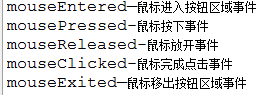 mouseEntered—鼠标进入按钮区域事件
mousePressed-鼠标按下事件
mouseReleased-鼠标放开事件
mouseClicked-鼠标完成点击事件
mouseExited—鼠标移出按钮区域事件